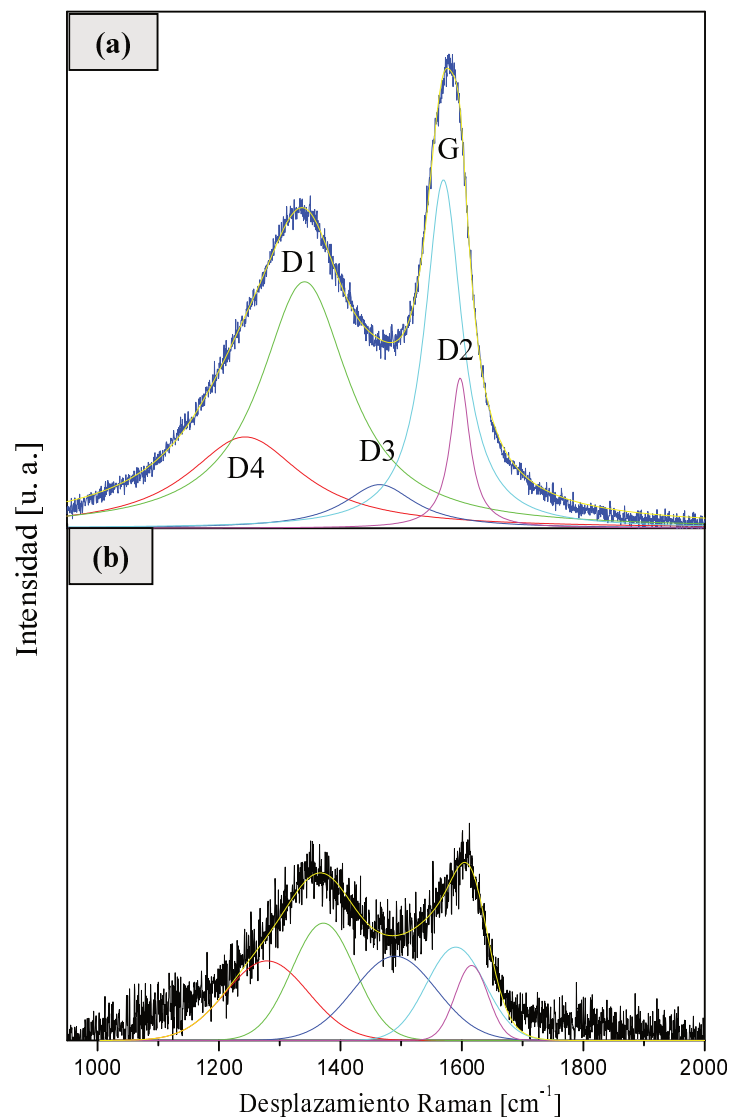 (a)
G
D1
D2
D3
D4
(b)
Intensidad [u. a.]
1000 1200 1400 1600 1800 2000
Desplazamiento Raman [cm⁻¹]